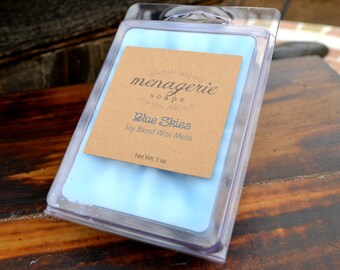 menagerie
soaps
Blue Skies
Soy Blend Wax Melts
Net Wt. 3 oz